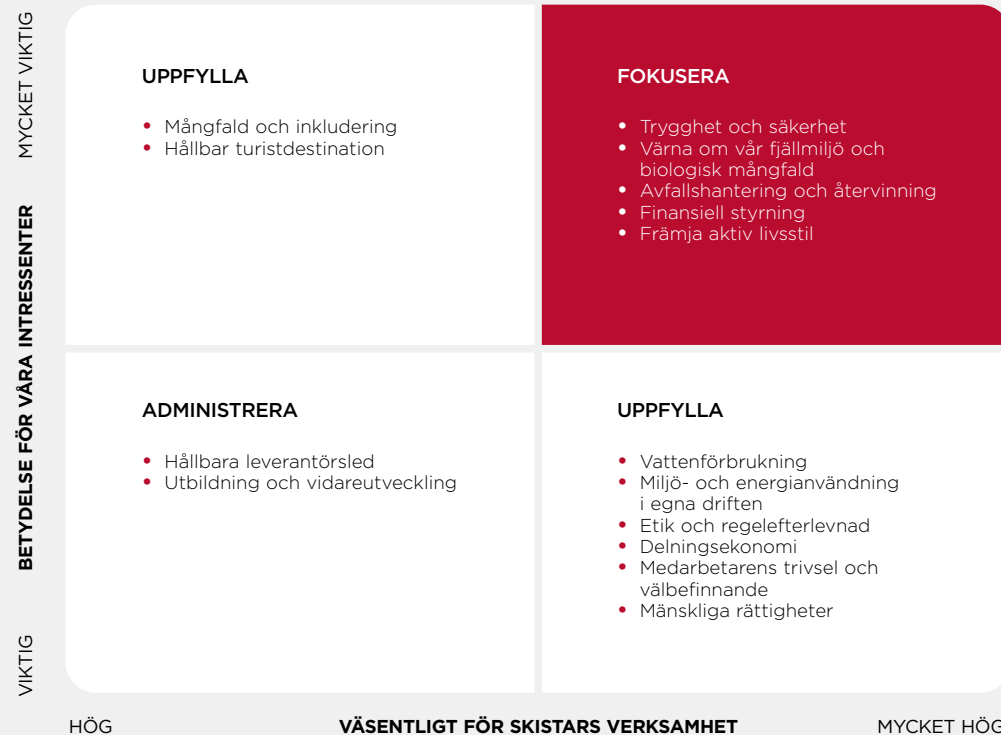 MYCKET VIKTIG
BETYDELSE FÖR VÅRA INTRESSENTER
VIKTIG
UPPFYLLA
• Mångfald och inkludering
• Hållbar turistdestination
FOKUSERA
• Trygghet och säkerhet
• Värna om vår fjällmiljö och
biologisk mångfald
• Avfallshantering och återvinning
• Finansiell styrning
• Främja aktiv livsstil
ADMINISTRERA
• Hållbara leverantörsled
• Utbildning och vidareutveckling
UPPFYLLA
• Vattenförbrukning
• Miljö- och energianvändning
i egna driften
• Etik och regelefterlevnad
• Delningsekonomi
• Medarbetarens trivsel och
välbefinnande
• Mänskliga rättigheter
HÖG
VÄSENTLIGT FÖR SKISTARS VERKSAMHET
MYCKET HÖG